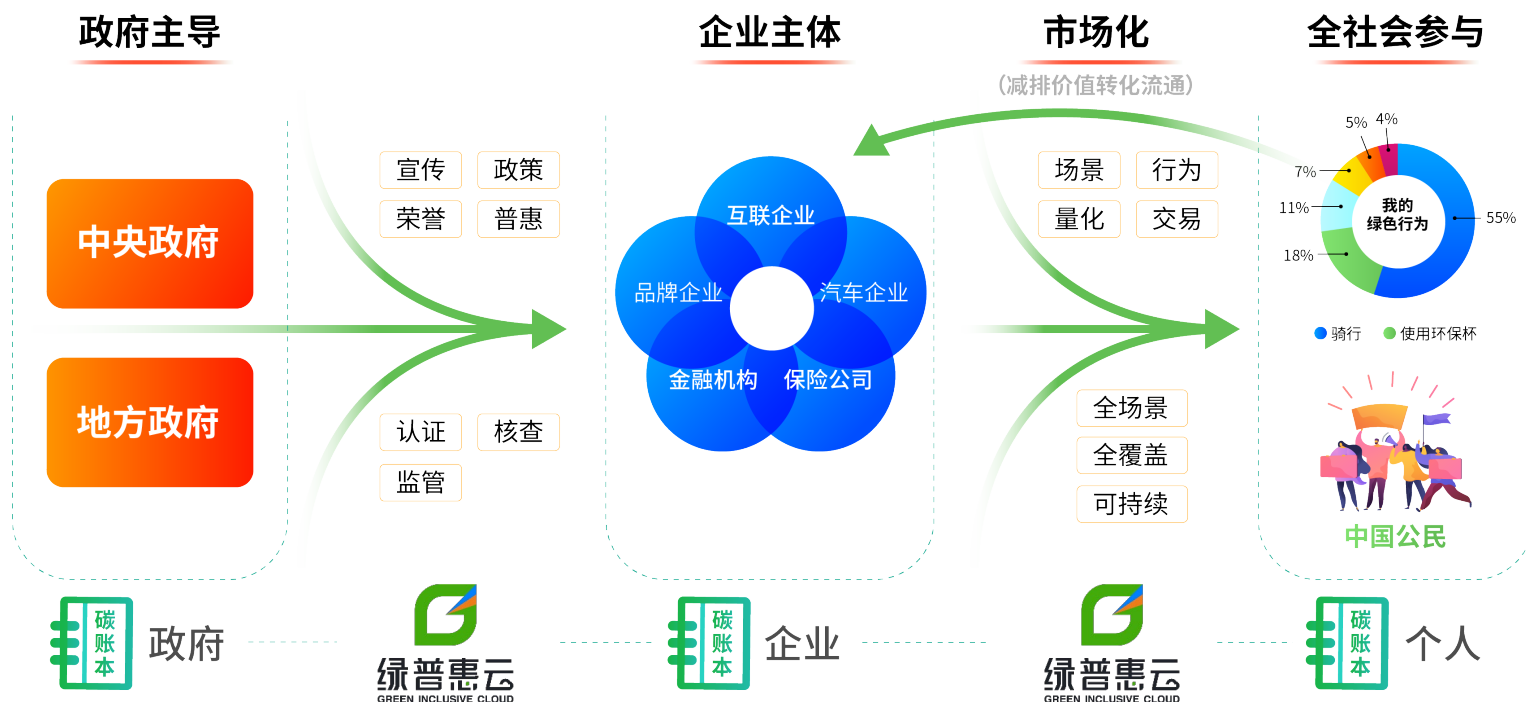 政府主导
企业主体
市场化
全社会参与
(减排价值转化流通)
中央政府
地方政府
宣传
政策
荣誉
普惠
认证
核查
监管
互联企业
品牌企业
汽车企业
金融机构
保险公司
场景
行为
量化
交易
全场景
全覆盖
可持续
5%
4%
7%
11%
18%
55%
我的
绿色行为
骑行
使用环保杯
中国公民
碳
账
本
政府
绿普惠云
GREEN INCLUSIVE CLOUD
碳
账
本
企业
绿普惠云
GREEN INCLUSIVE CLOUD
碳
账
本
个人